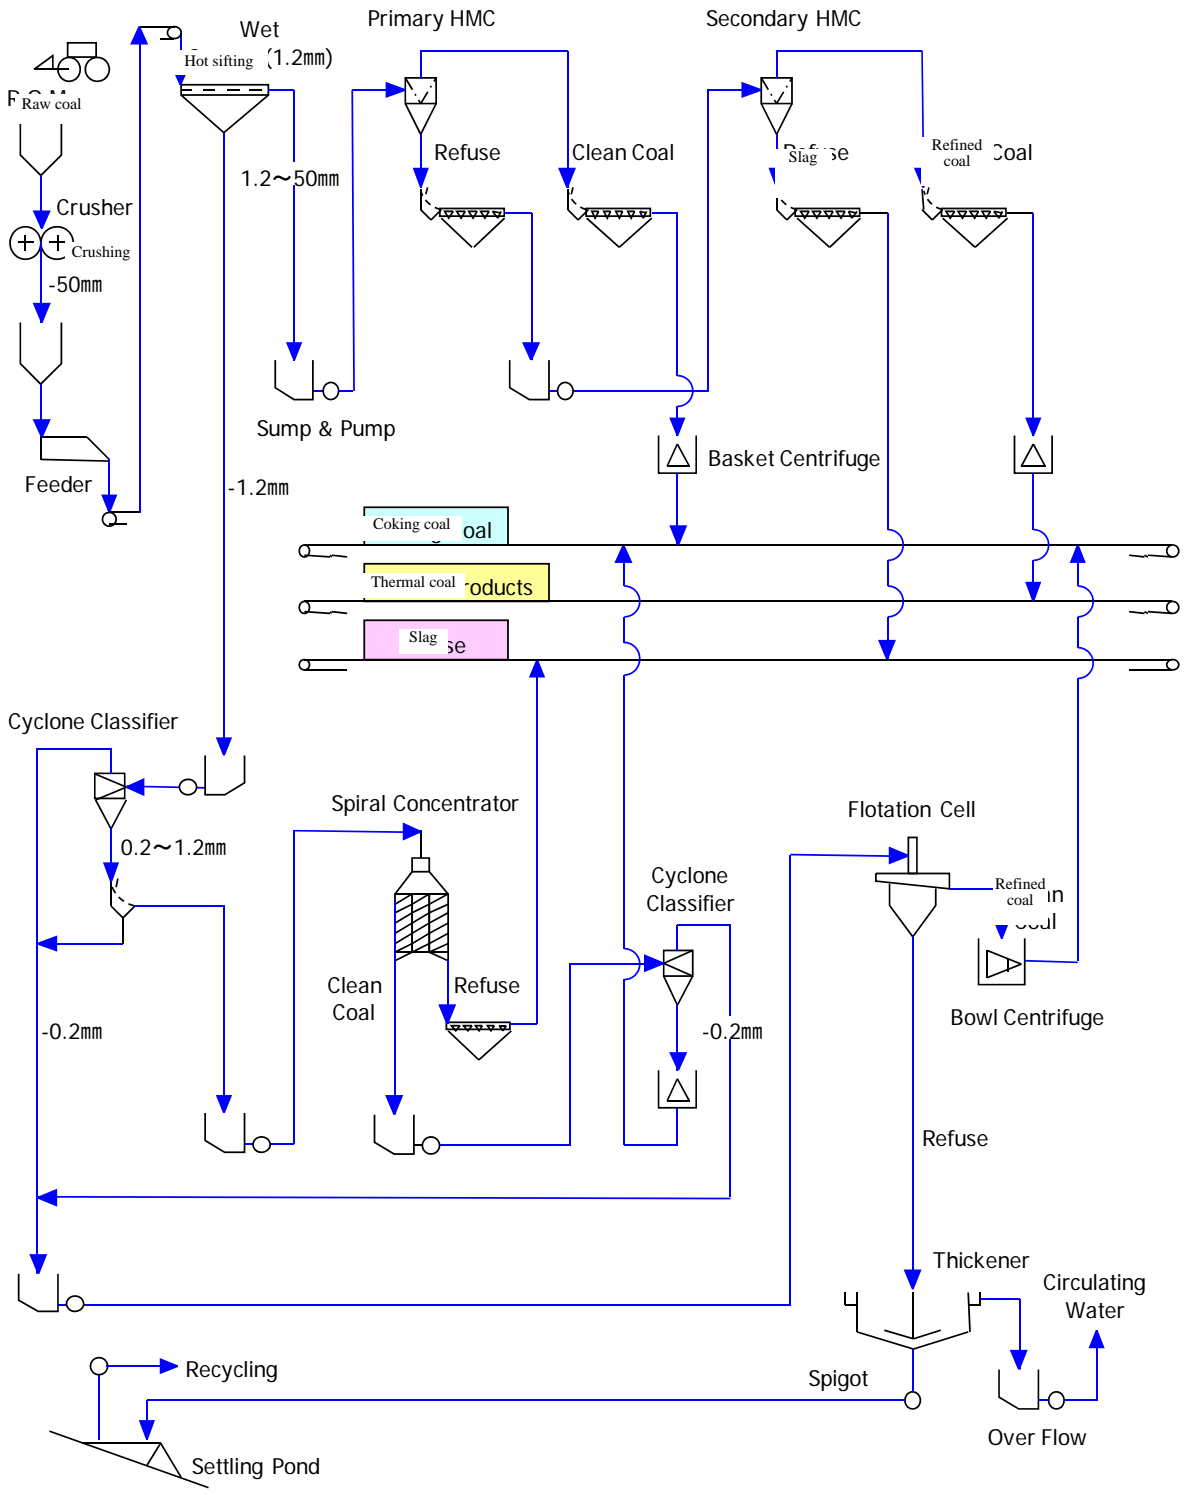 Primary HMC
Secondary HMC
Wet
Hot sifting
(1.2mm)
Raw coal
Refuse
Clean Coal
Slag
Refined
coal
Coal
1.2～50mm
Crusher
Crushing
-50mm
Sump & Pump
Basket Centrifuge
Feeder
-1.2mm
Coking coal
Thermal coal
Slag
Cyclone Classifier
Spiral Concentrator
Flotation Cell
0.2～1.2mm
Cyclone
Classifier
Refined
coal
Clean
Coal
Refuse
Bowl Centrifuge
-0.2mm
-0.2mm
Refuse
Thickener
Circulating
Water
Recycling
Spigot
Over Flow
Settling Pond